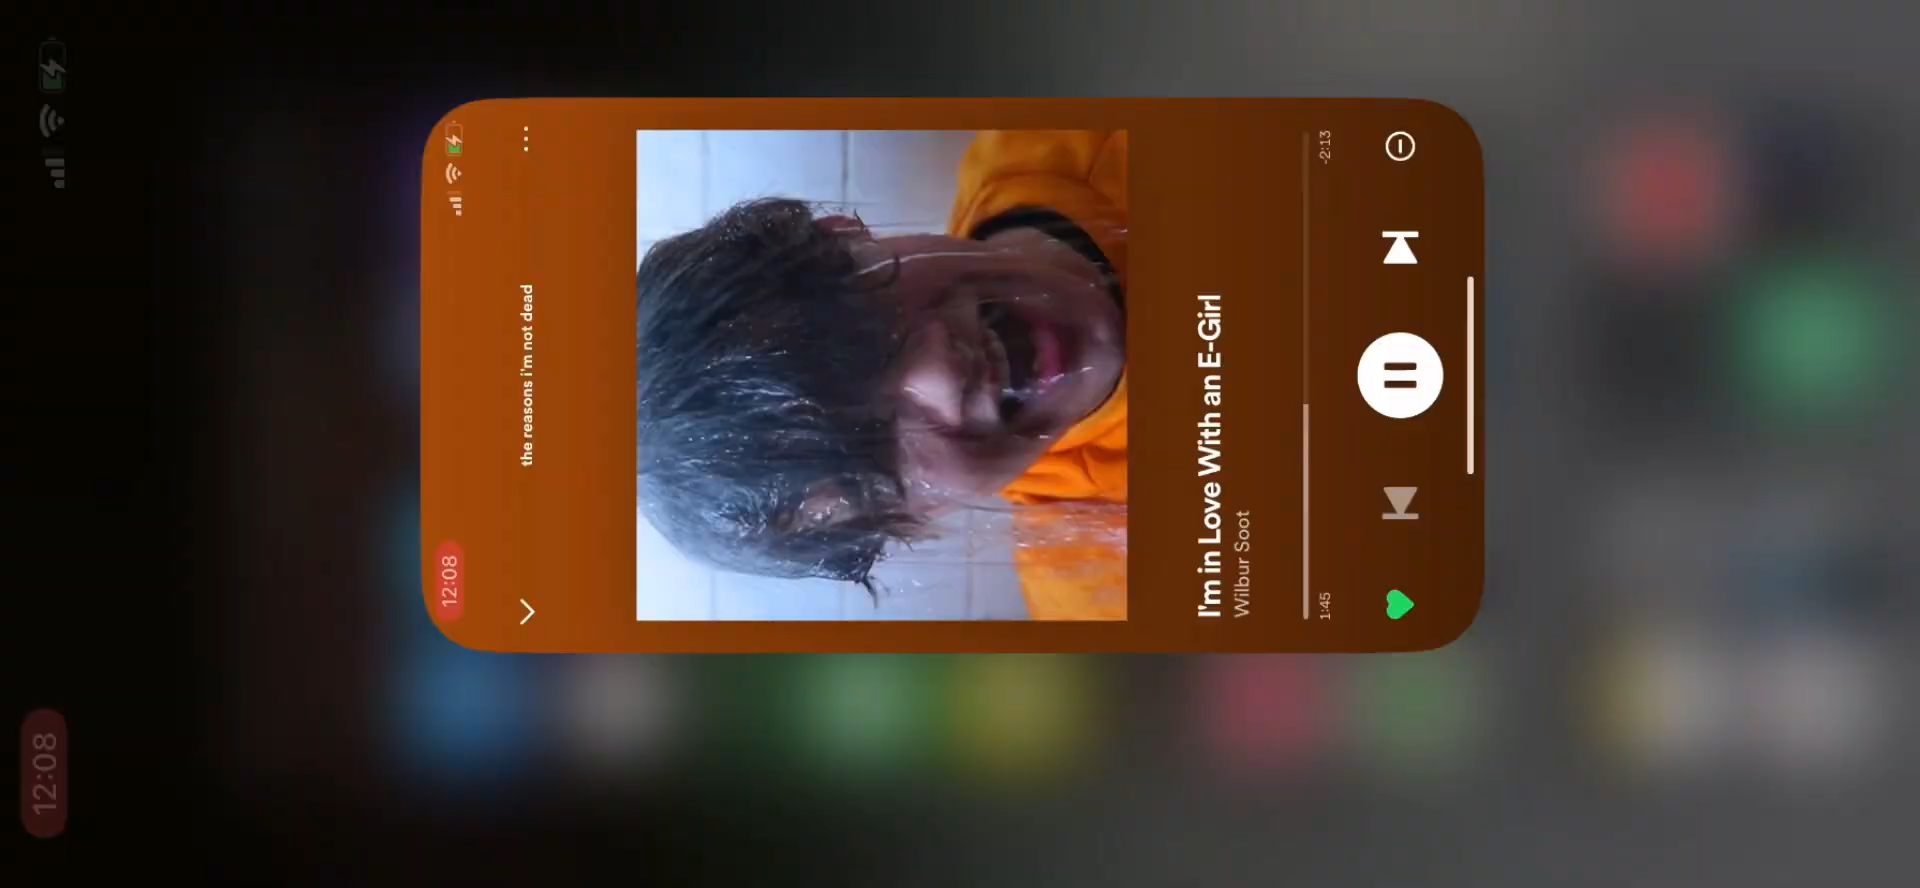 12:08
12:08
the reasons i'm not dead
I'm in Love With an E-Girl
Wilbur Soot
1:45
-2:13